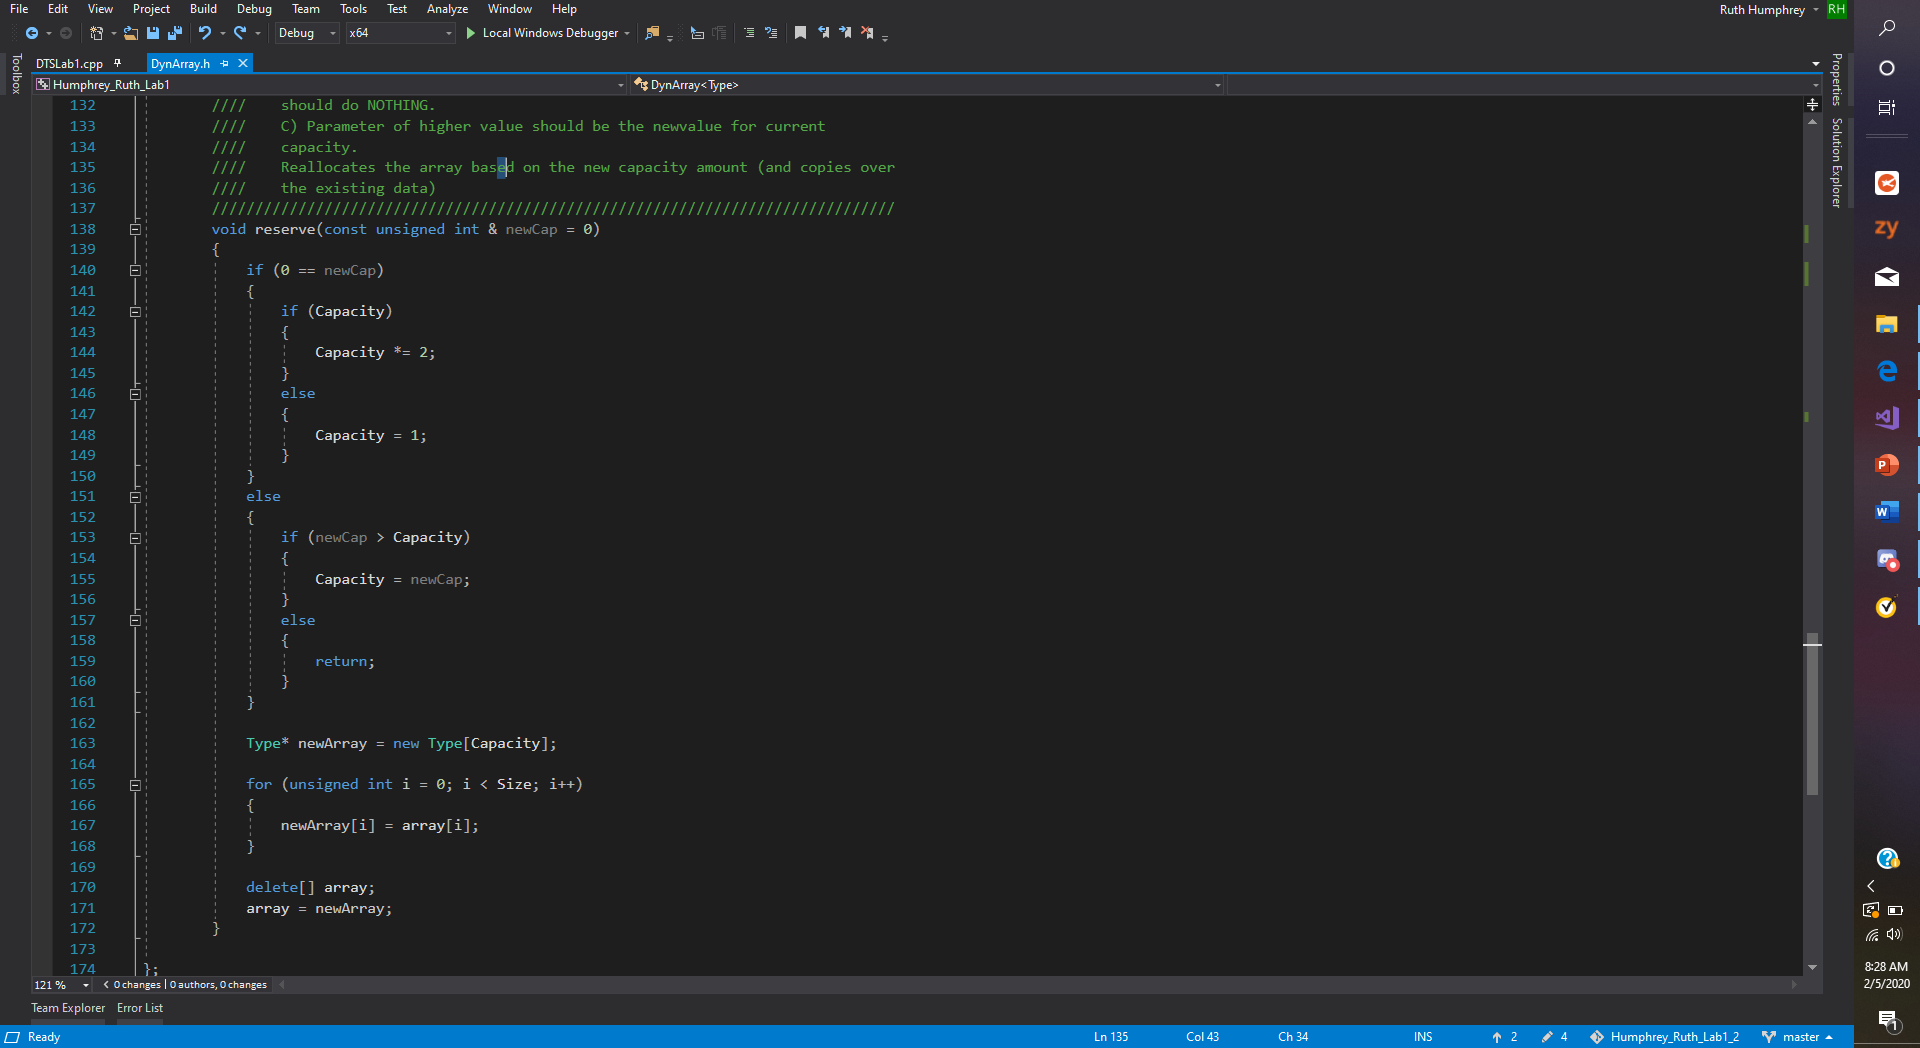 File Edit View Project Build Debug Team Tools Test Analyze Window Help Ruth Humphrey RH
Debug x64 Local Windows Debugger
Toolbox DTSLab1.cpp DynArray.h Properties
Humphrey_Ruth_Lab1 DynArray<Type> Solution Explorer
132 //// should do NOTHING.
133 //// C) Parameter of higher value should be the newvalue for current
134 //// capacity.
135 //// Reallocates the array based on the new capacity amount (and copies over
136 //// the existing data)
137 ///////////////////////////////////////////////////////////////////////////////
138 void reserve(const unsigned int & newCap = 0)
139 {
140 if (0 == newCap)
141 {
142 if (Capacity)
143 {
144 Capacity *= 2;
145 }
146 else
147 {
148 Capacity = 1;
149 }
150 }
151 else
152 {
153 if (newCap > Capacity)
154 {
155 Capacity = newCap;
156 }
157 else
158 {
159 return;
160 }
161 }
162
163 Type* newArray = new Type[Capacity];
164
165 for (unsigned int i = 0; i < Size; i++)
166 {
167 newArray[i] = array[i];
168 }
169
170 delete[] array;
171 array = newArray;
172 }
173
174 };
121 % 0 changes | 0 authors, 0 changes
Team Explorer Error List
Ready Ln 135 Col 43 Ch 34 INS 2 4 Humphrey_Ruth_Lab1_2 master
zy
8:28 AM
2/5/2020
1